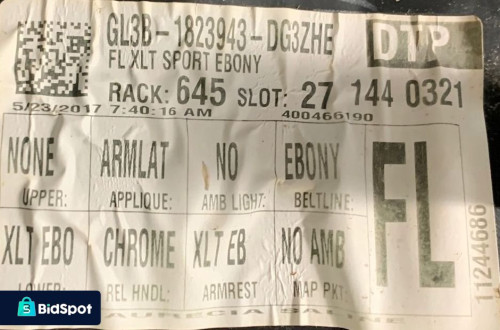 GL3B-1823943-DG3ZHE
DTP
FL XLT SPORT EBONY
RACK: 645 SLOT: 27 144 0321
5/23/2017 7:40:16 AM 400466190
NONE ARMLAT NO EBONY
UPPER: APPLIQUE: AMB LIGHT: BELTLINE:
FL
XLT EBO CHROME XLT EB NO AMB
LOWER: REL HNDL: ARMREST MAP PKT:
11244686
BidSpot